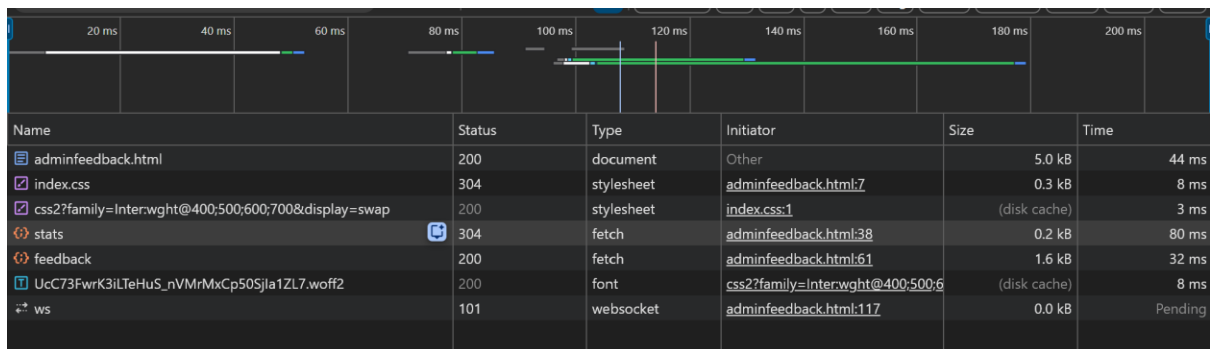 20 ms 40 ms 60 ms 80 ms 100 ms 120 ms 140 ms 160 ms 180 ms 200 ms
Name Status Type Initiator Size Time
adminfeedback.html 200 document Other 5.0 kB 44 ms
index.css 304 stylesheet adminfeedback.html:7 0.3 kB 8 ms
css2?family=Inter:wght@400;500;600;700&display=swap 200 stylesheet index.css:1 (disk cache) 3 ms
stats 304 fetch adminfeedback.html:38 0.2 kB 80 ms
feedback 200 fetch adminfeedback.html:61 1.6 kB 32 ms
UcC73FwrK3iLTeHuS_nVMrMxCp50SjIa1ZL7.woff2 200 font css2?family=Inter:wght@400;500;6 (disk cache) 8 ms
ws 101 websocket adminfeedback.html:117 0.0 kB Pending